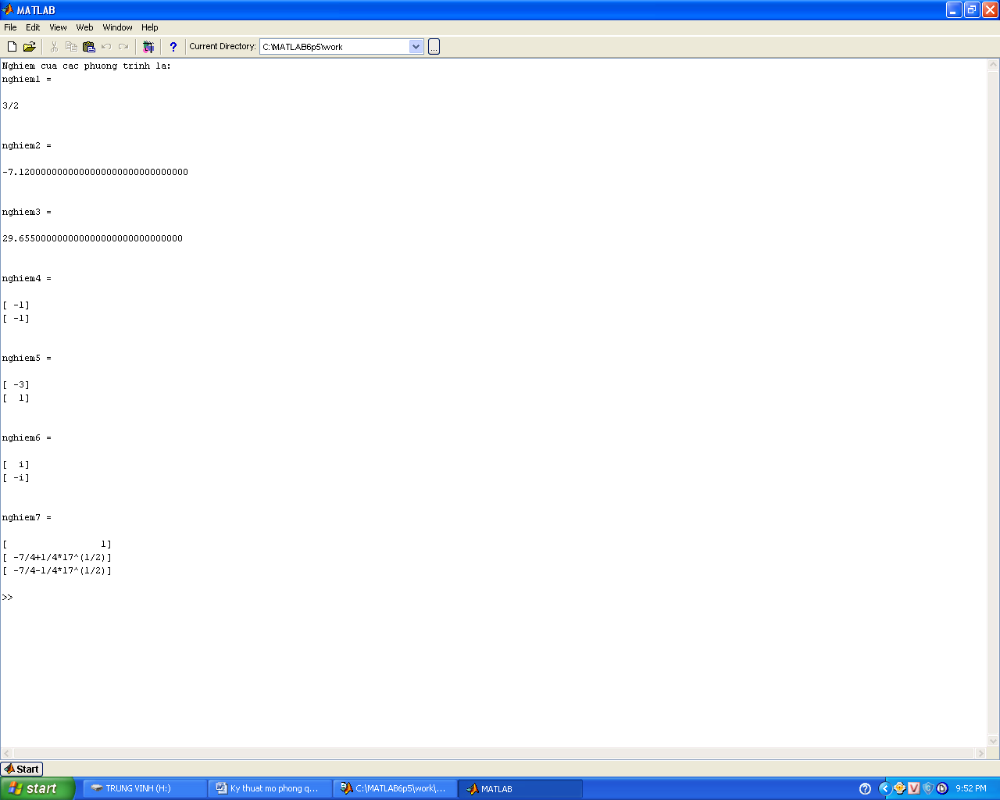 MATLAB
File Edit View Web Window Help
? Current Directory: C:\MATLAB6p5\work ...
Nghiem cua cac phuong trinh la:
nghiem1 =
3/2
nghiem2 =
-7.1200000000000000000000000000000
nghiem3 =
29.655000000000000000000000000000
nghiem4 =
[ -1]
[ -1]
nghiem5 =
[ -3]
[  1]
nghiem6 =
[  i]
[ -i]
nghiem7 =
[                 1]
[ -7/4+1/4*17^(1/2)]
[ -7/4-1/4*17^(1/2)]
>>
Start
start TRUNG VINH (H:) Ky thuat mo phong q... C:\MATLAB6p5\work\... MATLAB 9:52 PM